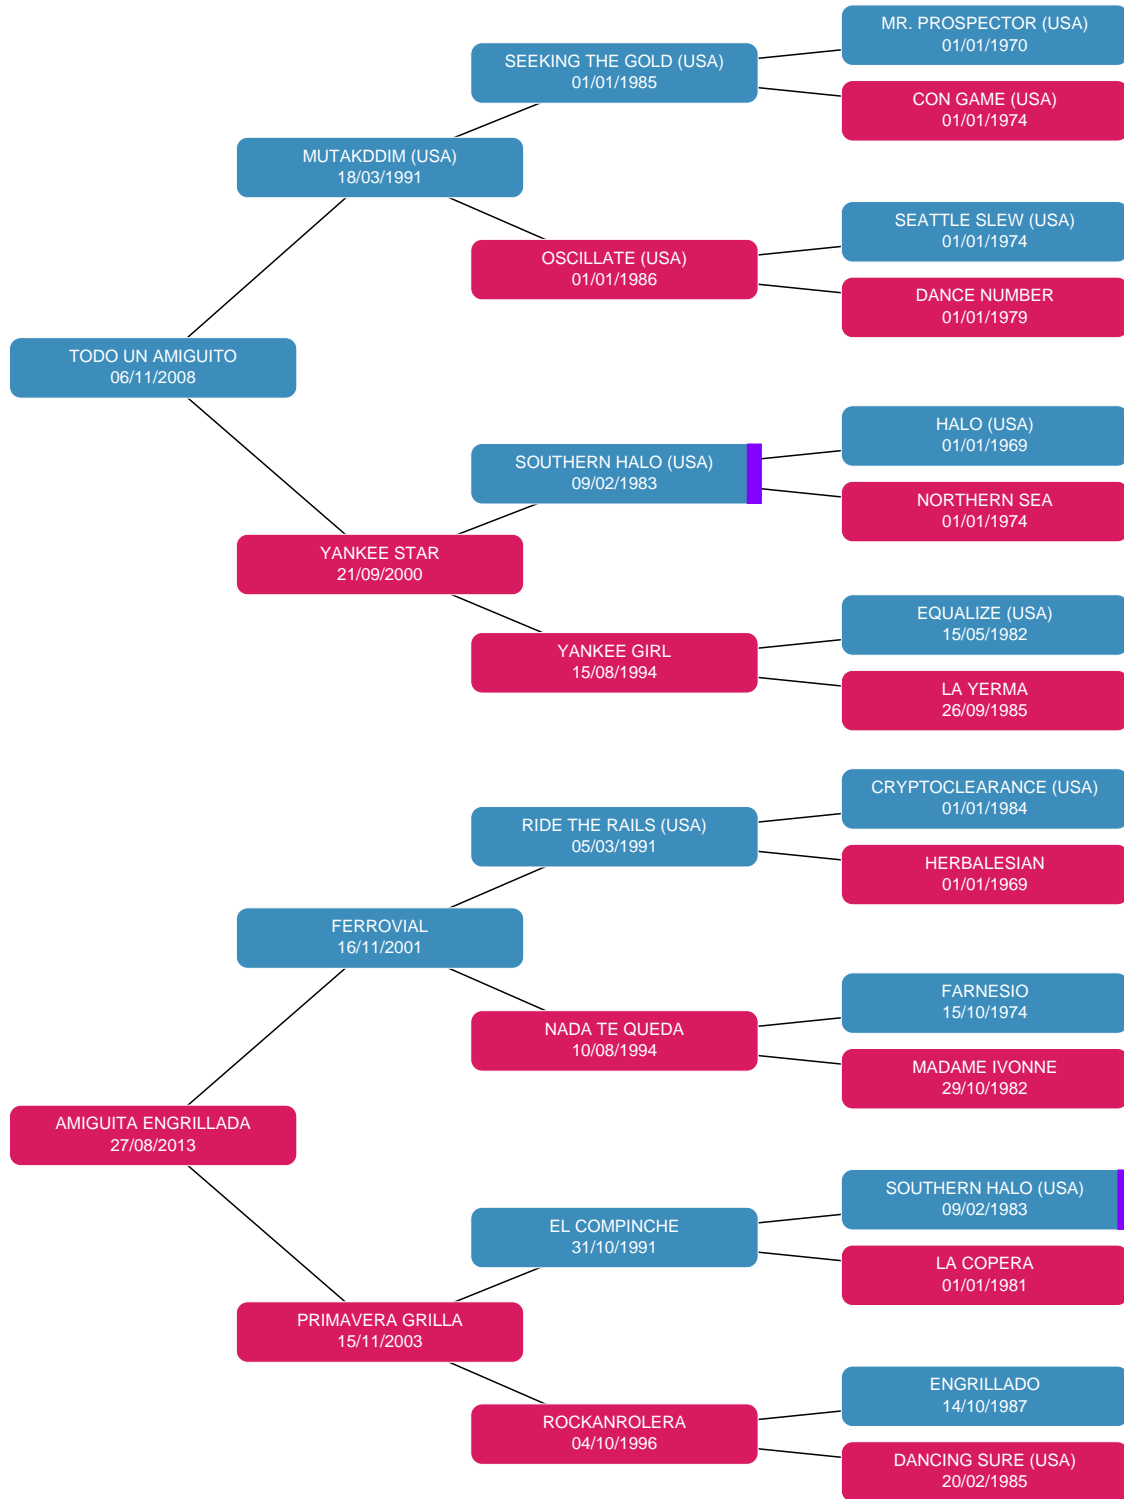 MR. PROSPECTOR (USA)
01/01/1970
SEEKING THE GOLD (USA)
01/01/1985
CON GAME (USA)
01/01/1974
MUTAKDDIM (USA)
18/03/1991
SEATTLE SLEW (USA)
01/01/1974
OSCILLATE (USA)
01/01/1986
DANCE NUMBER
01/01/1979
TODO UN AMIGUITO
06/11/2008
HALO (USA)
01/01/1969
SOUTHERN HALO (USA)
09/02/1983
NORTHERN SEA
01/01/1974
YANKEE STAR
21/09/2000
EQUALIZE (USA)
15/05/1982
YANKEE GIRL
15/08/1994
LA YERMA
26/09/1985
CRYPTOCLEARANCE (USA)
01/01/1984
RIDE THE RAILS (USA)
05/03/1991
HERBALESIAN
01/01/1969
FERROVIAL
16/11/2001
FARNESIO
15/10/1974
NADA TE QUEDA
10/08/1994
MADAME IVONNE
29/10/1982
AMIGUITA ENGRILLADA
27/08/2013
SOUTHERN HALO (USA)
09/02/1983
EL COMPINCHE
31/10/1991
LA COPERA
01/01/1981
PRIMAVERA GRILLA
15/11/2003
ENGRILLADO
14/10/1987
ROCKANROLERA
04/10/1996
DANCING SURE (USA)
20/02/1985